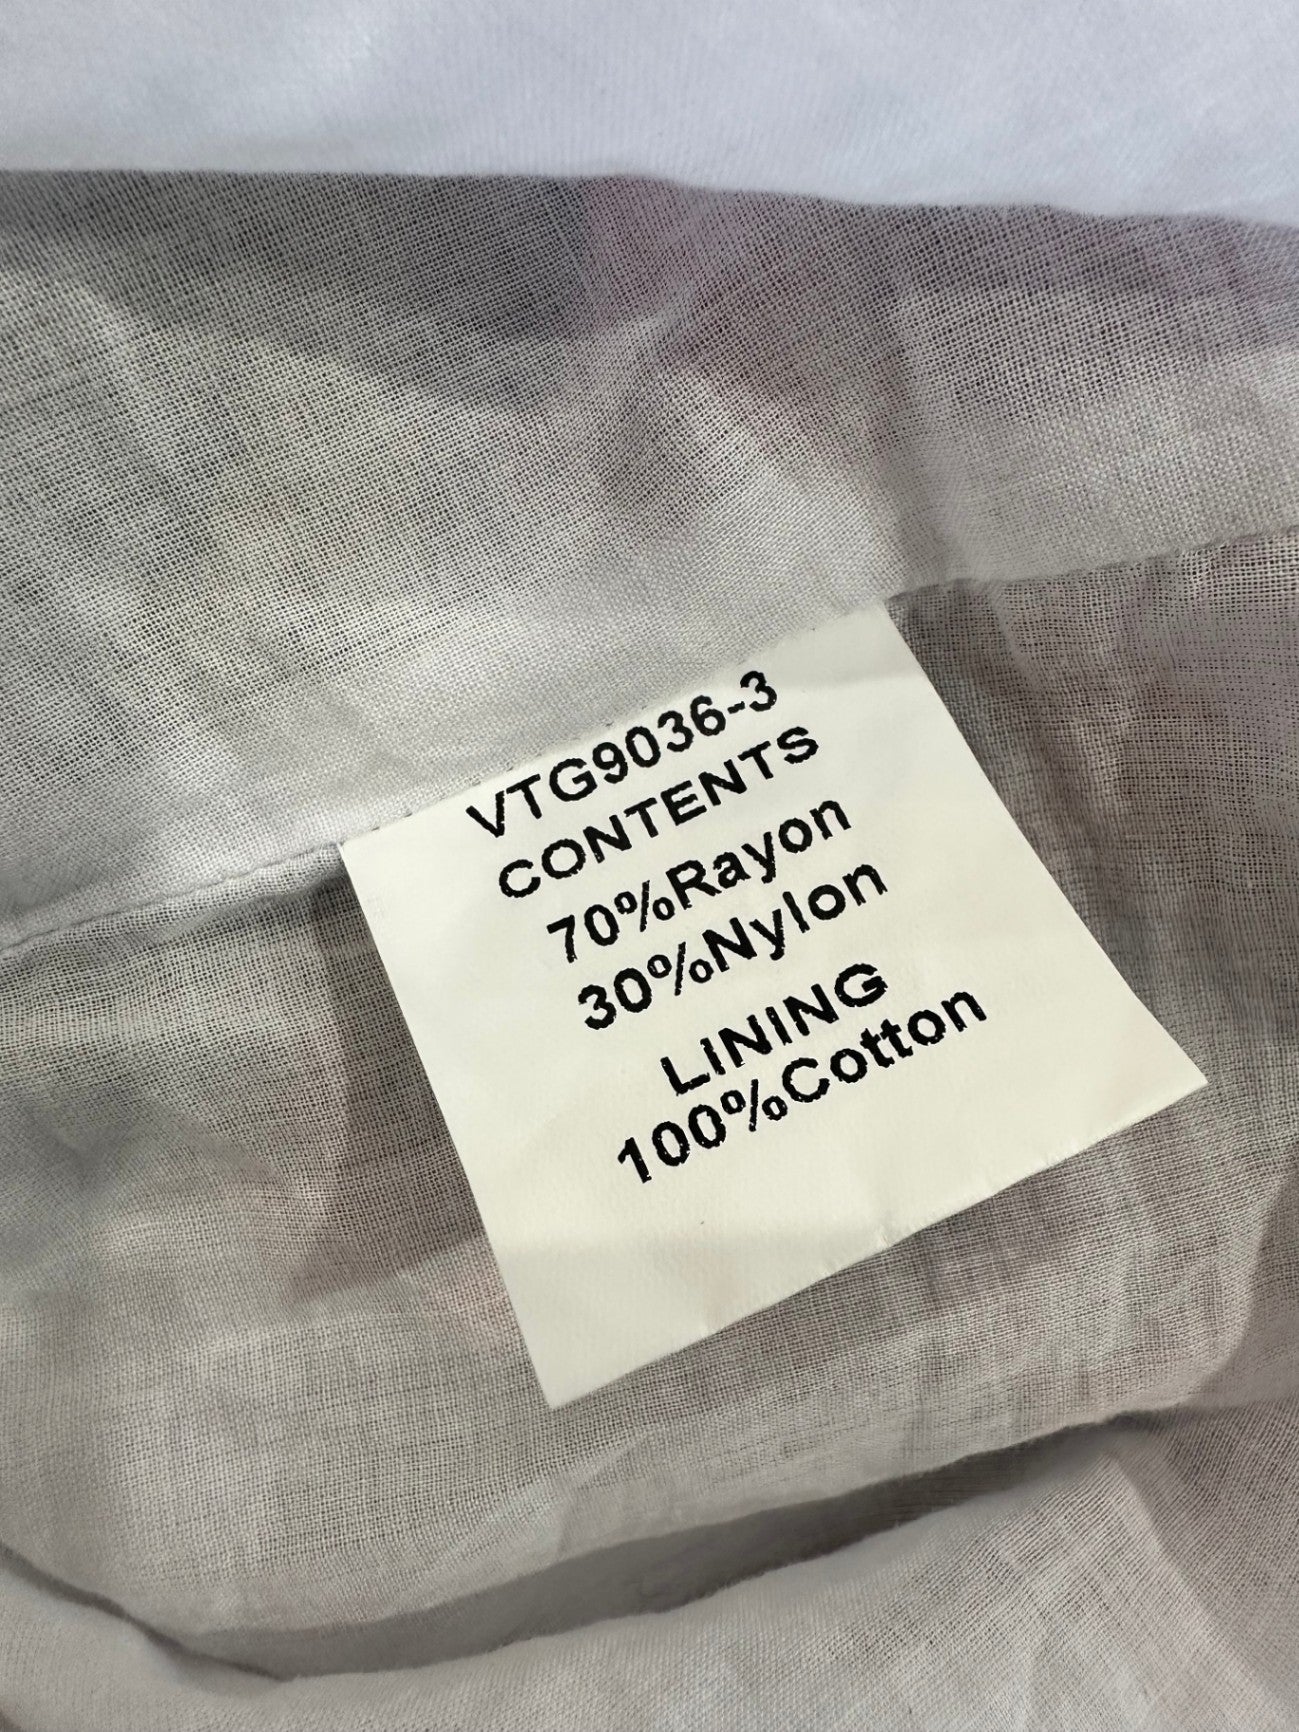 VTG9036-3
CONTENTS
70%Rayon
30%Nylon
LINING
100%Cotton